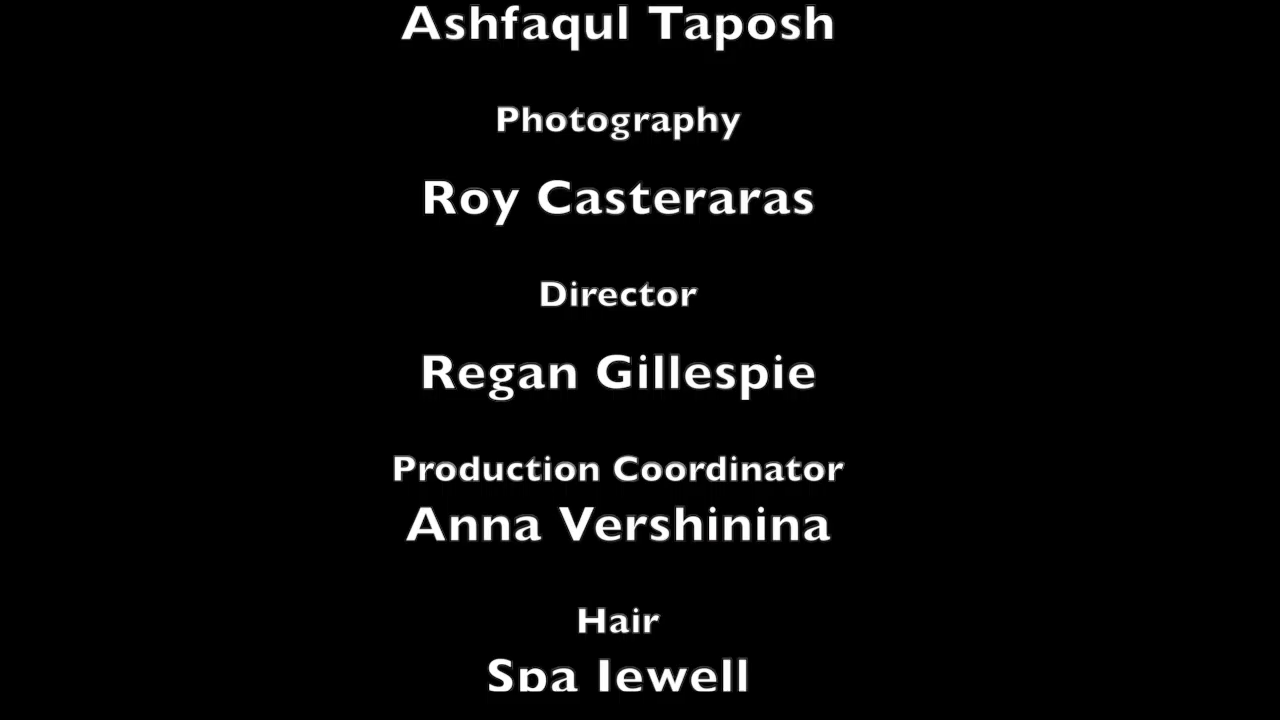 Ashfaqul Taposh
Photography
Roy Casteraras
Director
Regan Gillespie
Production Coordinator
Anna Vershinina
Hair
Spa Jewell